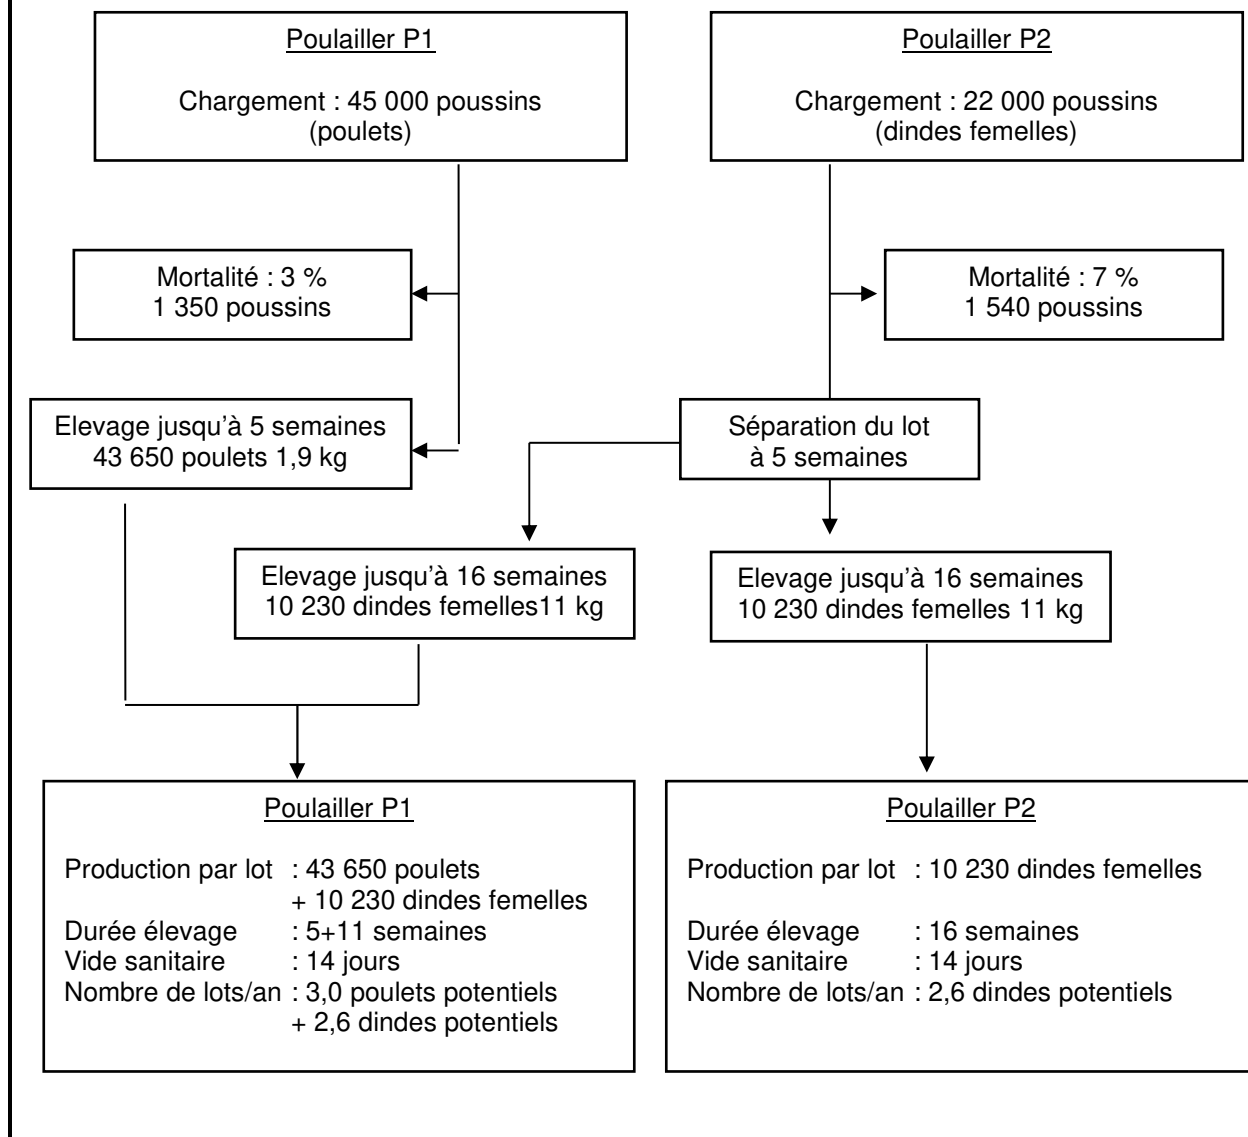 Poulailler P1
Chargement : 45 000 poussins
(poulets)
Poulailler P2
Chargement : 22 000 poussins
(dindes femelles)
Mortalité : 3 %
1 350 poussins
Mortalité : 7 %
1 540 poussins
Elevage jusqu'à 5 semaines
43 650 poulets 1,9 kg
Séparation du lot
à 5 semaines
Elevage jusqu'à 16 semaines
10 230 dindes femelles11 kg
Elevage jusqu'à 16 semaines
10 230 dindes femelles 11 kg
Poulailler P1
Production par lot : 43 650 poulets
+ 10 230 dindes femelles
Durée élevage : 5+11 semaines
Vide sanitaire : 14 jours
Nombre de lots/an : 3,0 poulets potentiels
+ 2,6 dindes potentiels
Poulailler P2
Production par lot : 10 230 dindes femelles
Durée élevage : 16 semaines
Vide sanitaire : 14 jours
Nombre de lots/an : 2,6 dindes potentiels